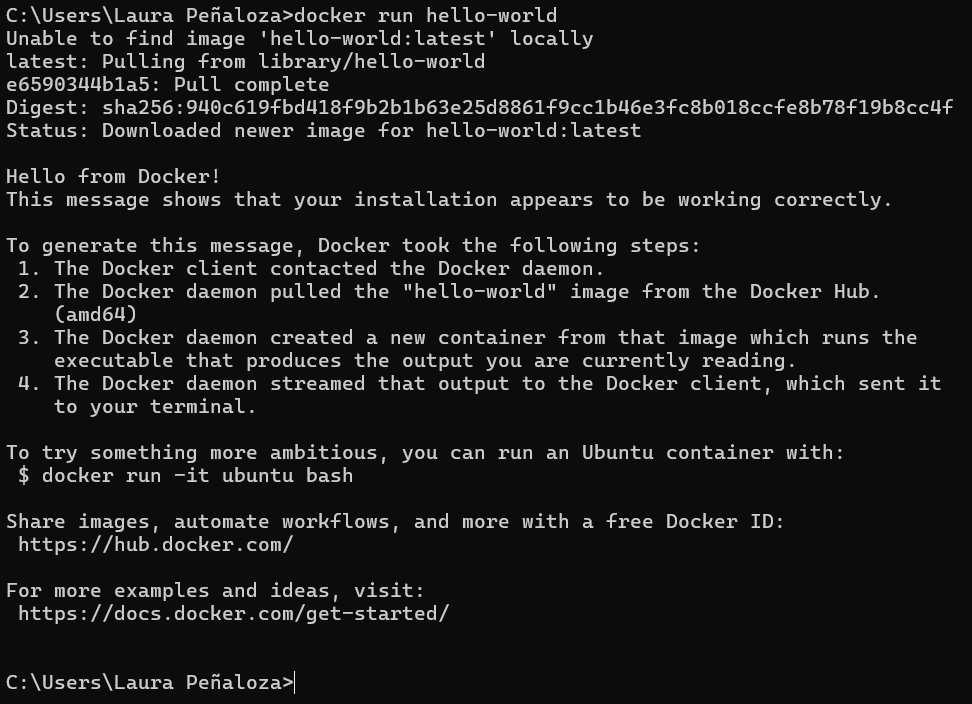 C:\Users\Laura Peñaloza>docker run hello-world
Unable to find image 'hello-world:latest' locally
latest: Pulling from library/hello-world
e6590344b1a5: Pull complete
Digest: sha256:940c619fbd418f9b2b1b63e25d8861f9cc1b46e3fc8b018ccfe8b78f19b8cc4f
Status: Downloaded newer image for hello-world:latest

Hello from Docker!
This message shows that your installation appears to be working correctly.

To generate this message, Docker took the following steps:
 1. The Docker client contacted the Docker daemon.
 2. The Docker daemon pulled the "hello-world" image from the Docker Hub.
    (amd64)
 3. The Docker daemon created a new container from that image which runs the
    executable that produces the output you are currently reading.
 4. The Docker daemon streamed that output to the Docker client, which sent it
    to your terminal.

To try something more ambitious, you can run an Ubuntu container with:
 $ docker run -it ubuntu bash

Share images, automate workflows, and more with a free Docker ID:
 https://hub.docker.com/

For more examples and ideas, visit:
 https://docs.docker.com/get-started/

C:\Users\Laura Peñaloza>